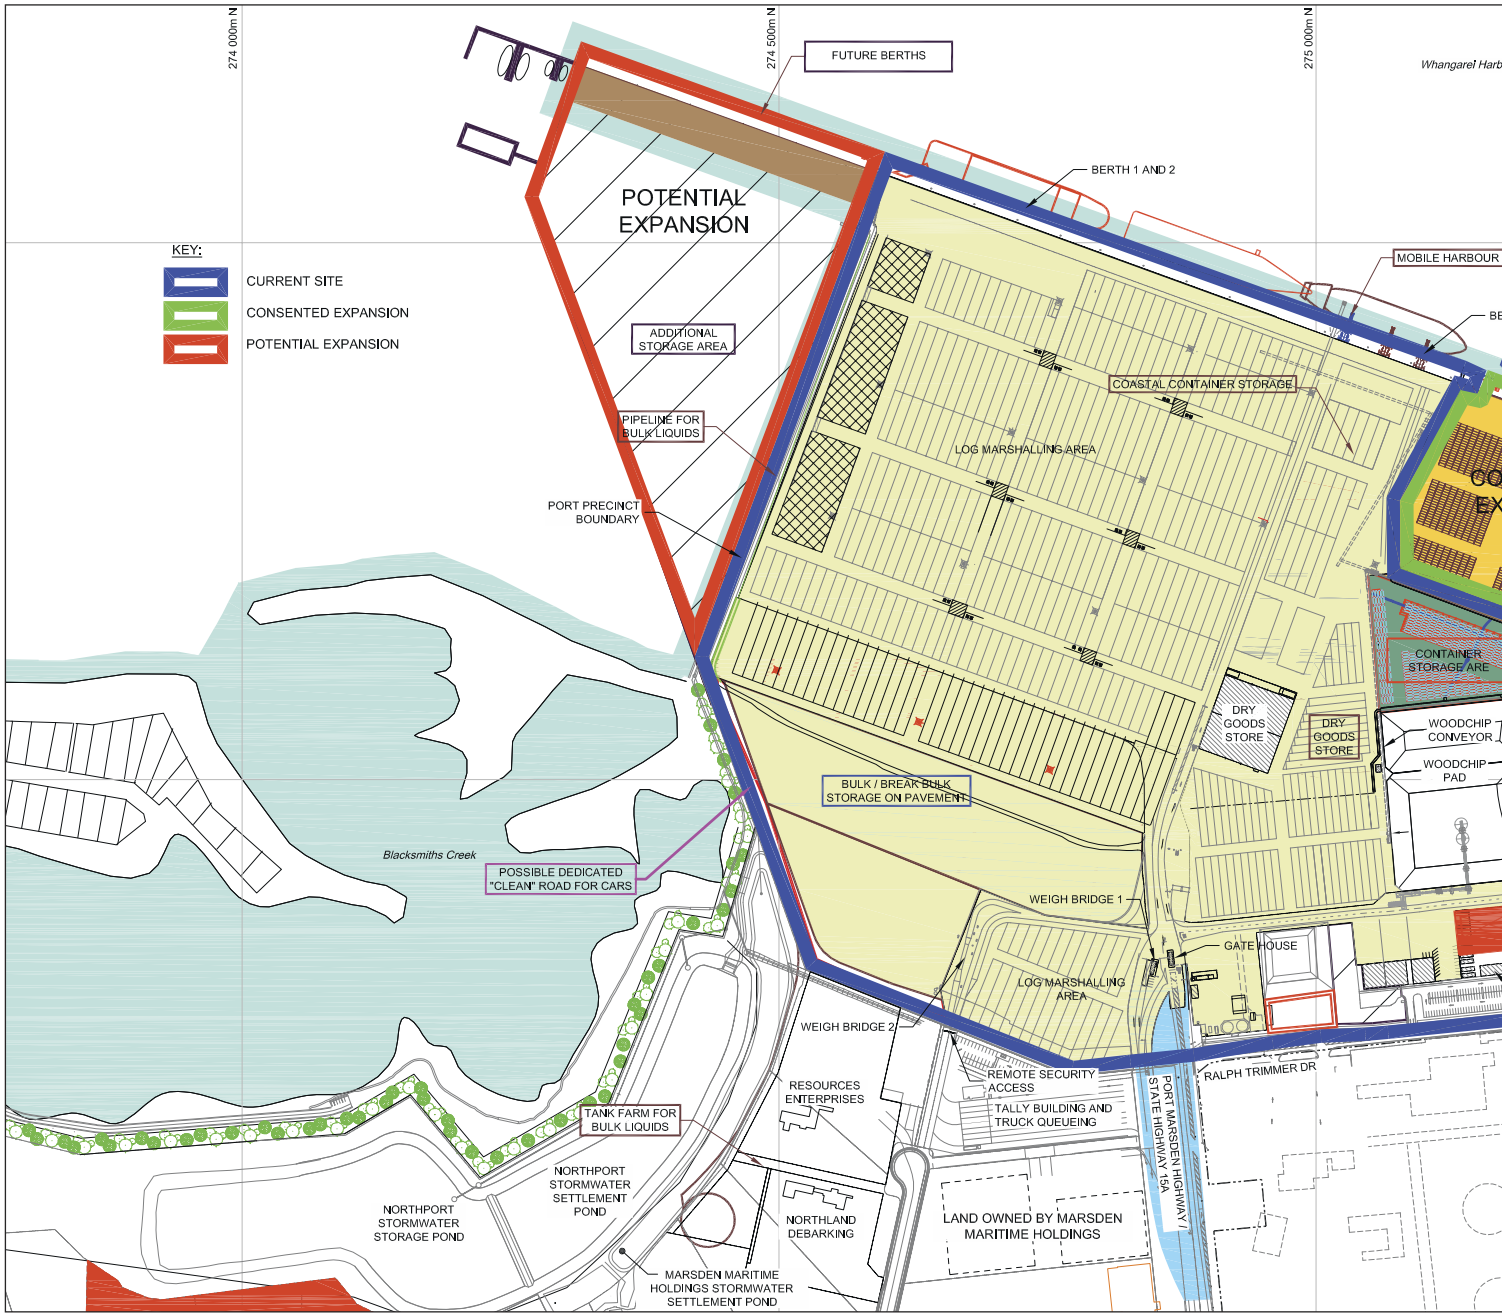 274 000m N
274 500m N
275 000m N
FUTURE BERTHS
Whangarei Harb
BERTH 1 AND 2
POTENTIAL
EXPANSION
KEY:
CURRENT SITE
CONSENTED EXPANSION
POTENTIAL EXPANSION
MOBILE HARBOUR
BE
ADDITIONAL
STORAGE AREA
COASTAL CONTAINER STORAGE
PIPELINE FOR
BULK LIQUIDS
LOG MARSHALLING AREA
CO
EX
PORT PRECINCT
BOUNDARY
CONTAINER
STORAGE ARE
DRY
GOODS
STORE
DRY
GOODS
STORE
WOODCHIP
CONVEYOR
WOODCHIP
PAD
BULK / BREAK BULK
STORAGE ON PAVEMENT
Blacksmiths Creek
POSSIBLE DEDICATED
"CLEAN" ROAD FOR CARS
WEIGH BRIDGE 1
GATE HOUSE
LOG MARSHALLING
AREA
WEIGH BRIDGE 2
REMOTE SECURITY
ACCESS
RALPH TRIMMER DR
PORT MARSDEN HIGHWAY /
STATE HIGHWAY 15A
RESOURCES
ENTERPRISES
TALLY BUILDING AND
TRUCK QUEUEING
TANK FARM FOR
BULK LIQUIDS
NORTHPORT
STORMWATER
SETTLEMENT
POND
NORTHPORT
STORMWATER
STORAGE POND
NORTHLAND
DEBARKING
LAND OWNED BY MARSDEN
MARITIME HOLDINGS
MARSDEN MARITIME
HOLDINGS STORMWATER
SETTLEMENT POND